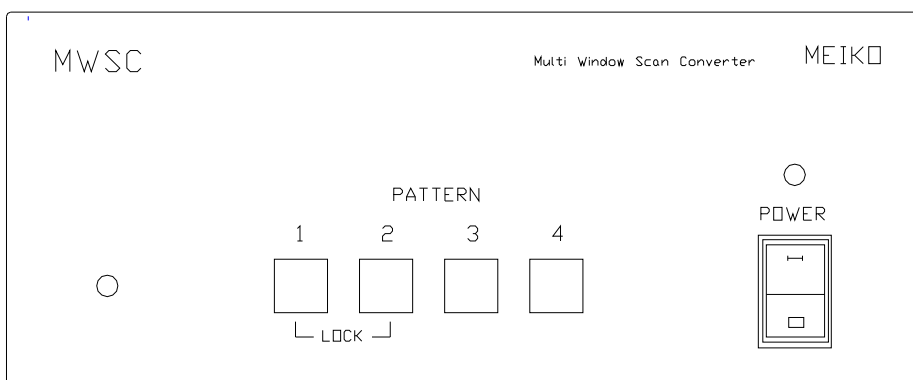 MWSC
Multi Window Scan Converter
MEIKO
PATTERN
POWER
1 2 3 4
LOCK